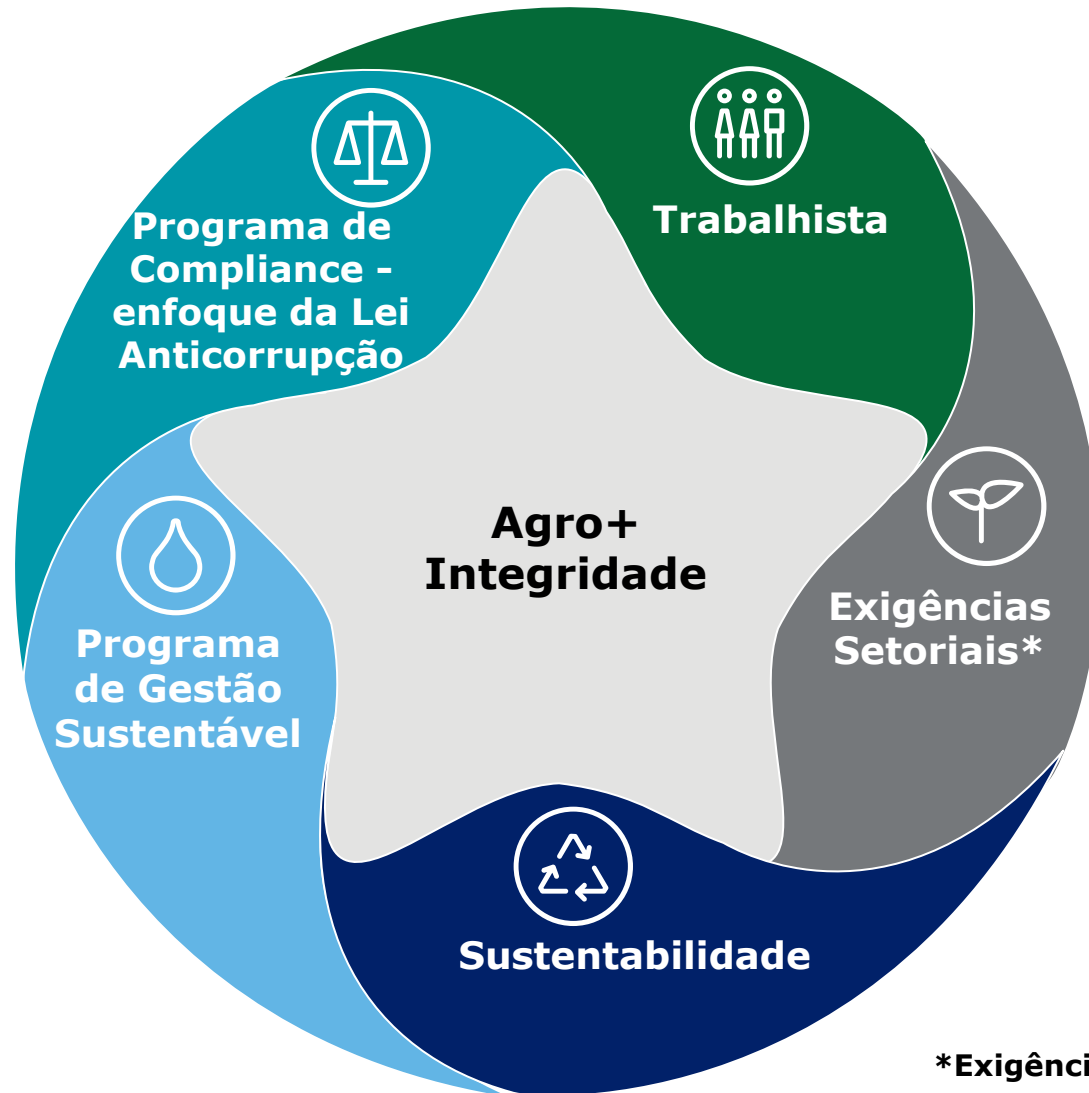 Trabalhista
Programa de
Compliance -
enfoque da Lei
Anticorrupção
Agro+
Integridade
Exigências
Setoriais*
Programa
de Gestão
Sustentável
Sustentabilidade